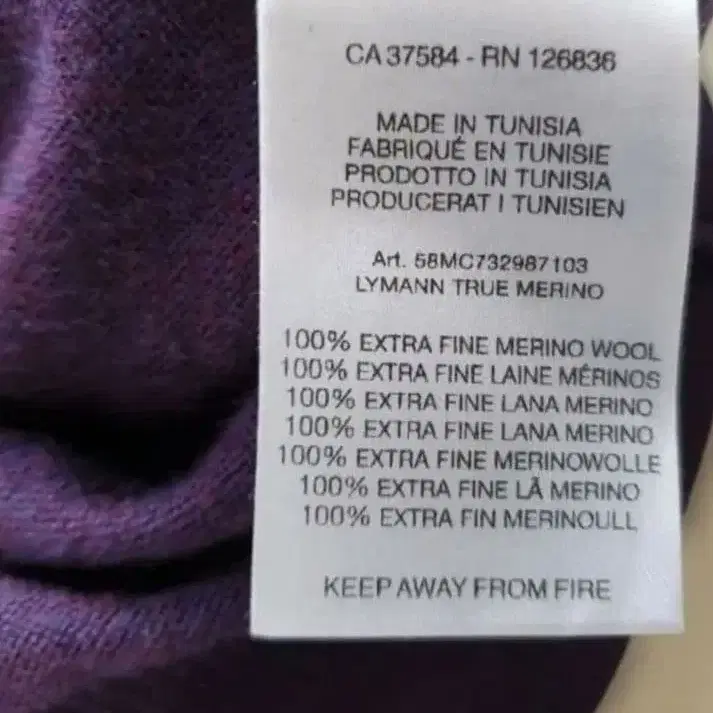 CA 37584 - RN 126836
MADE IN TUNISIA
FABRIQUÉ EN TUNISIE
PRODOTTO IN TUNISIA
PRODUCERAT I TUNISIEN
Art. 58MC732987103
LYMANN TRUE MERINO
100% EXTRA FINE MERINO WOOL
100% EXTRA FINE LAINE MÉRINOS
100% EXTRA FINE LANA MERINO
100% EXTRA FINE LANA MERINO
100% EXTRA FINE MERINOWOLLE
100% EXTRA FINE LÃ MERINO
100% EXTRA FIN MERINOULL
KEEP AWAY FROM FIRE